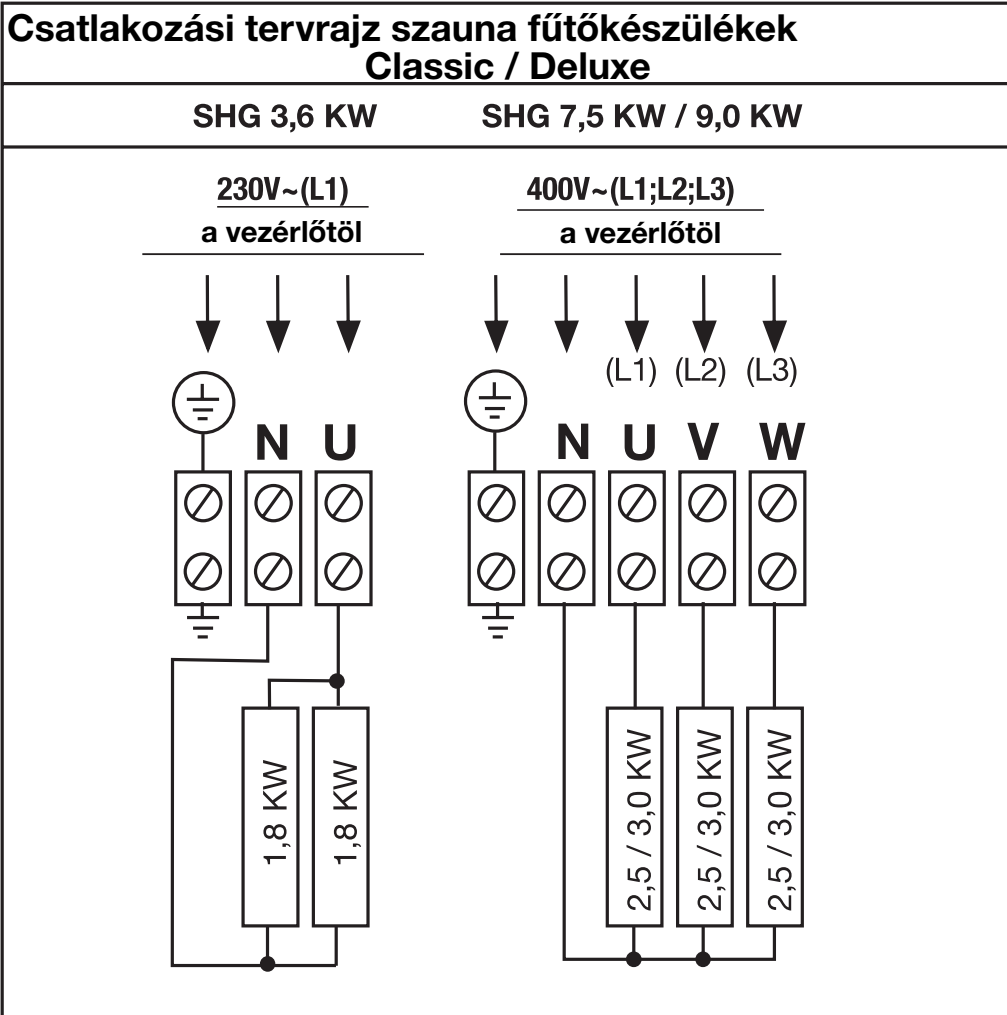 Csatlakozási tervrajz szauna fűtőkészülékek
Classic / Deluxe
SHG 3,6 KW
SHG 7,5 KW / 9,0 KW
230V~(L1)
a vezérlőtöl
400V~(L1;L2;L3)
a vezérlőtöl
(L1) (L2) (L3)
N U
N U V W
1,8 KW
1,8 KW
2,5 / 3,0 KW
2,5 / 3,0 KW
2,5 / 3,0 KW